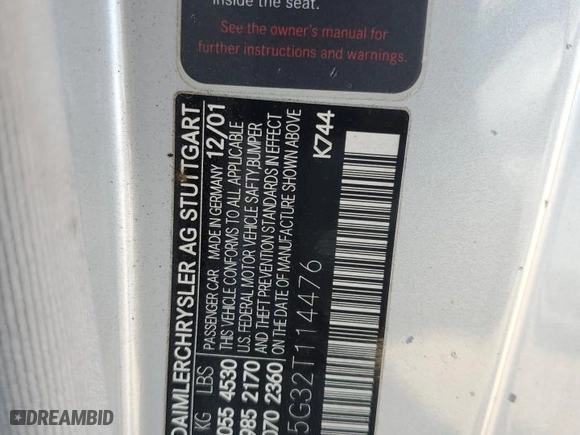 inside the seat.
See the owner's manual for
further instructions and warnings.
DAIMLERCHRYSLER AG STUTTGART
KG LBS PASSENGER CAR MADE IN GERMANY 12/01
055 4530 THIS VEHICLE CONFORMS TO ALL APPLICABLE
985 2170 U.S. FEDERAL MOTOR VEHICLE SAFTY,BUMPER
070 2360 AND THEFT PREVENTION STANDARDS IN EFFECT
ON THE DATE OF MANUFACTURE SHOWN ABOVE
K744
5G32T114476
DREAMBID